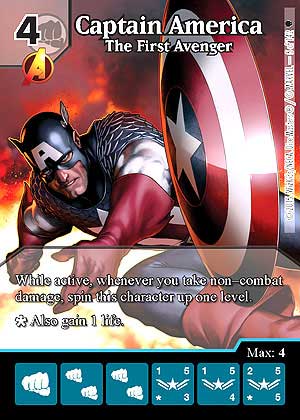 4
Captain America
The First Avenger
A
While active, whenever you take non-combat
damage, spin this character up one level.
* Also gain 1 life.
Max: 4
1 5
* 3
1 5
4
2 5
* 5